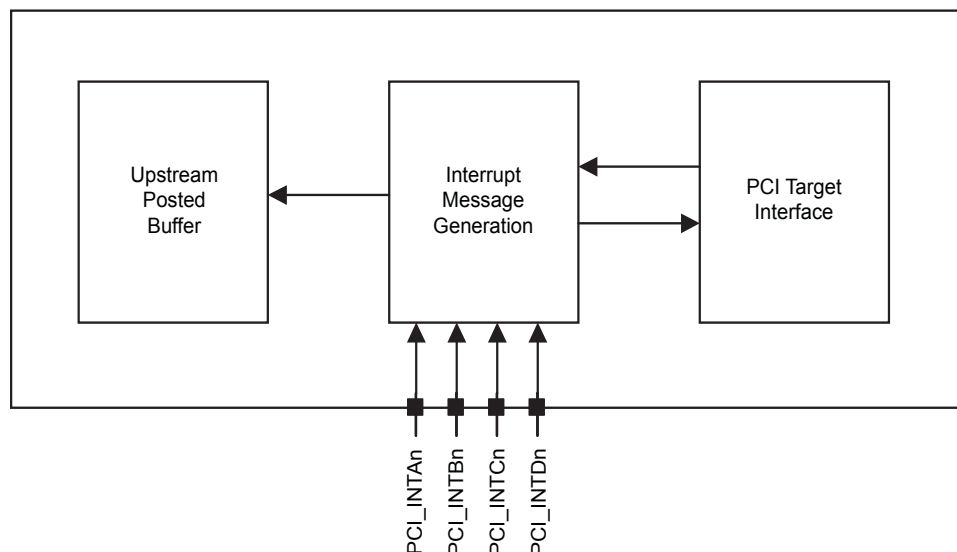 Upstream
Posted
Buffer
Interrupt
Message
Generation
PCI Target
Interface
PCI_INTAn
PCI_INTBn
PCI_INTCn
PCI_INTDn